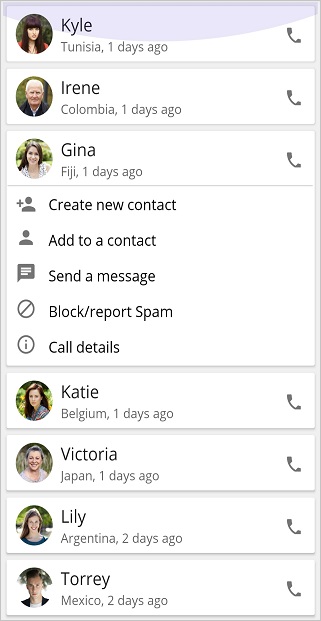 Kyle
Tunisia, 1 days ago
Irene
Colombia, 1 days ago
Gina
Fiji, 1 days ago
Create new contact
Add to a contact
Send a message
Block/report Spam
Call details
Katie
Belgium, 1 days ago
Victoria
Japan, 1 days ago
Lily
Argentina, 2 days ago
Torrey
Mexico, 2 days ago